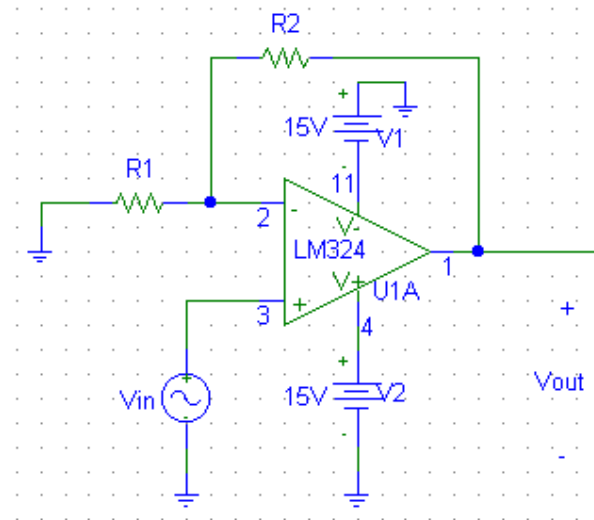 R2
+
15V V1
-
R1
11
2 - V-
LM324
1
V+ U1A
3 +
4
+
+
+
Vin 15V V2 Vout
-
-
-